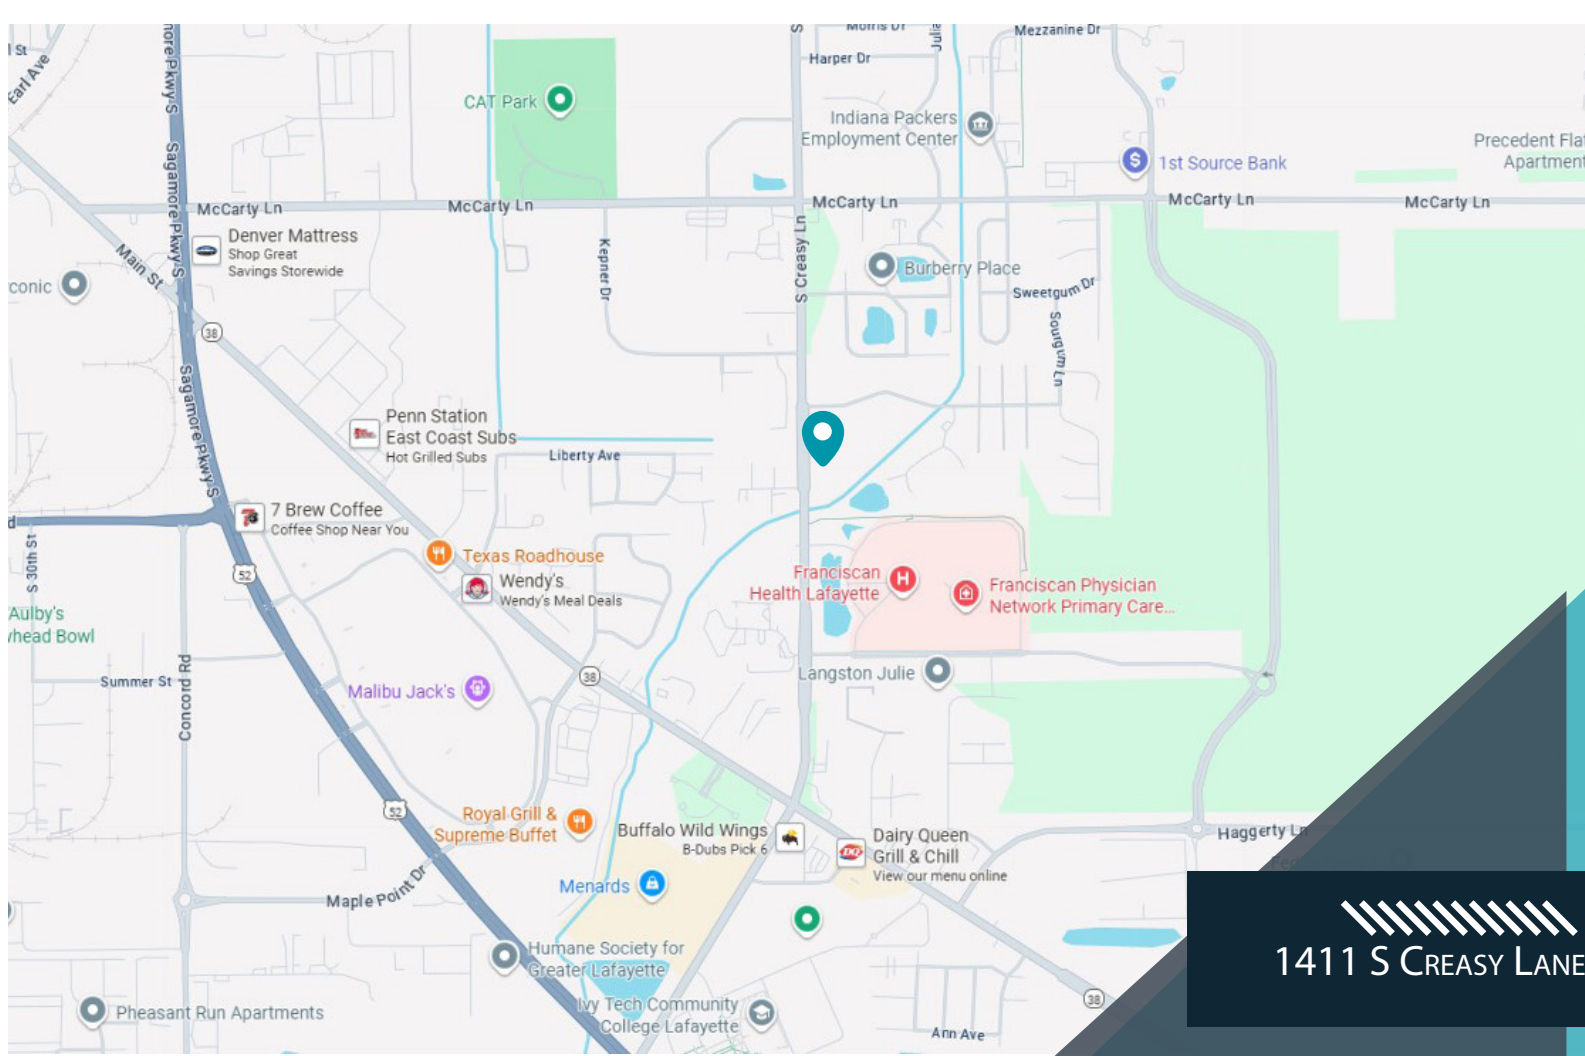 Morris Dr
Mezzanine Dr
Harper Dr
Earl Ave
CAT Park
Indiana Packers
Employment Center
1st Source Bank
Sagamore Pkwy S
McCarty Ln
McCarty Ln
McCarty Ln
McCarty Ln
McCarty Ln
Denver Mattress
Shop Great
Savings Storewide
Main St
Sagamore Pkwy S
Kepner Dr
S Creasy Ln
Burberry Place
Sweetgum Dr
Sourgum Ln
38
Sagamore Pkwy S
Penn Station
East Coast Subs
Hot Grilled Subs
Liberty Ave
7 Brew Coffee
Coffee Shop Near You
S 30th St
52
Texas Roadhouse
Wendy's
Wendy's Meal Deals
Franciscan
Health Lafayette
H
Franciscan Physician
Network Primary Care...
Summer St
Concord Rd
Malibu Jack's
38
Langston Julie
52
Royal Grill &
Supreme Buffet
Buffalo Wild Wings
B-Dubs Pick 6
DQ
Dairy Queen
Grill & Chill
View our menu online
Haggerty Ln
Maple Point Dr
Menards
Humane Society for
Greater Lafayette
Pheasant Run Apartments
Ivy Tech Community
College Lafayette
Ann Ave
38
1411 S Creasy Lane